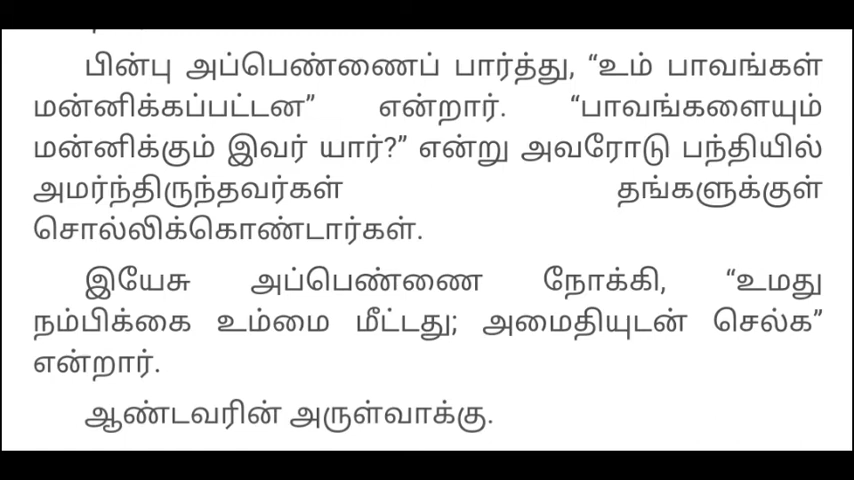 பின்பு அப்பெண்ணைப் பார்த்து, “உம் பாவங்கள்
மன்னிக்கப்பட்டன” என்றார். “பாவங்களையும்
மன்னிக்கும் இவர் யார்?” என்று அவரோடு பந்தியில்
அமர்ந்திருந்தவர்கள் தங்களுக்குள்
சொல்லிக்கொண்டார்கள்.
இயேசு அப்பெண்ணை நோக்கி, “உமது
நம்பிக்கை உம்மை மீட்டது; அமைதியுடன் செல்க”
என்றார்.
ஆண்டவரின் அருள்வாக்கு.